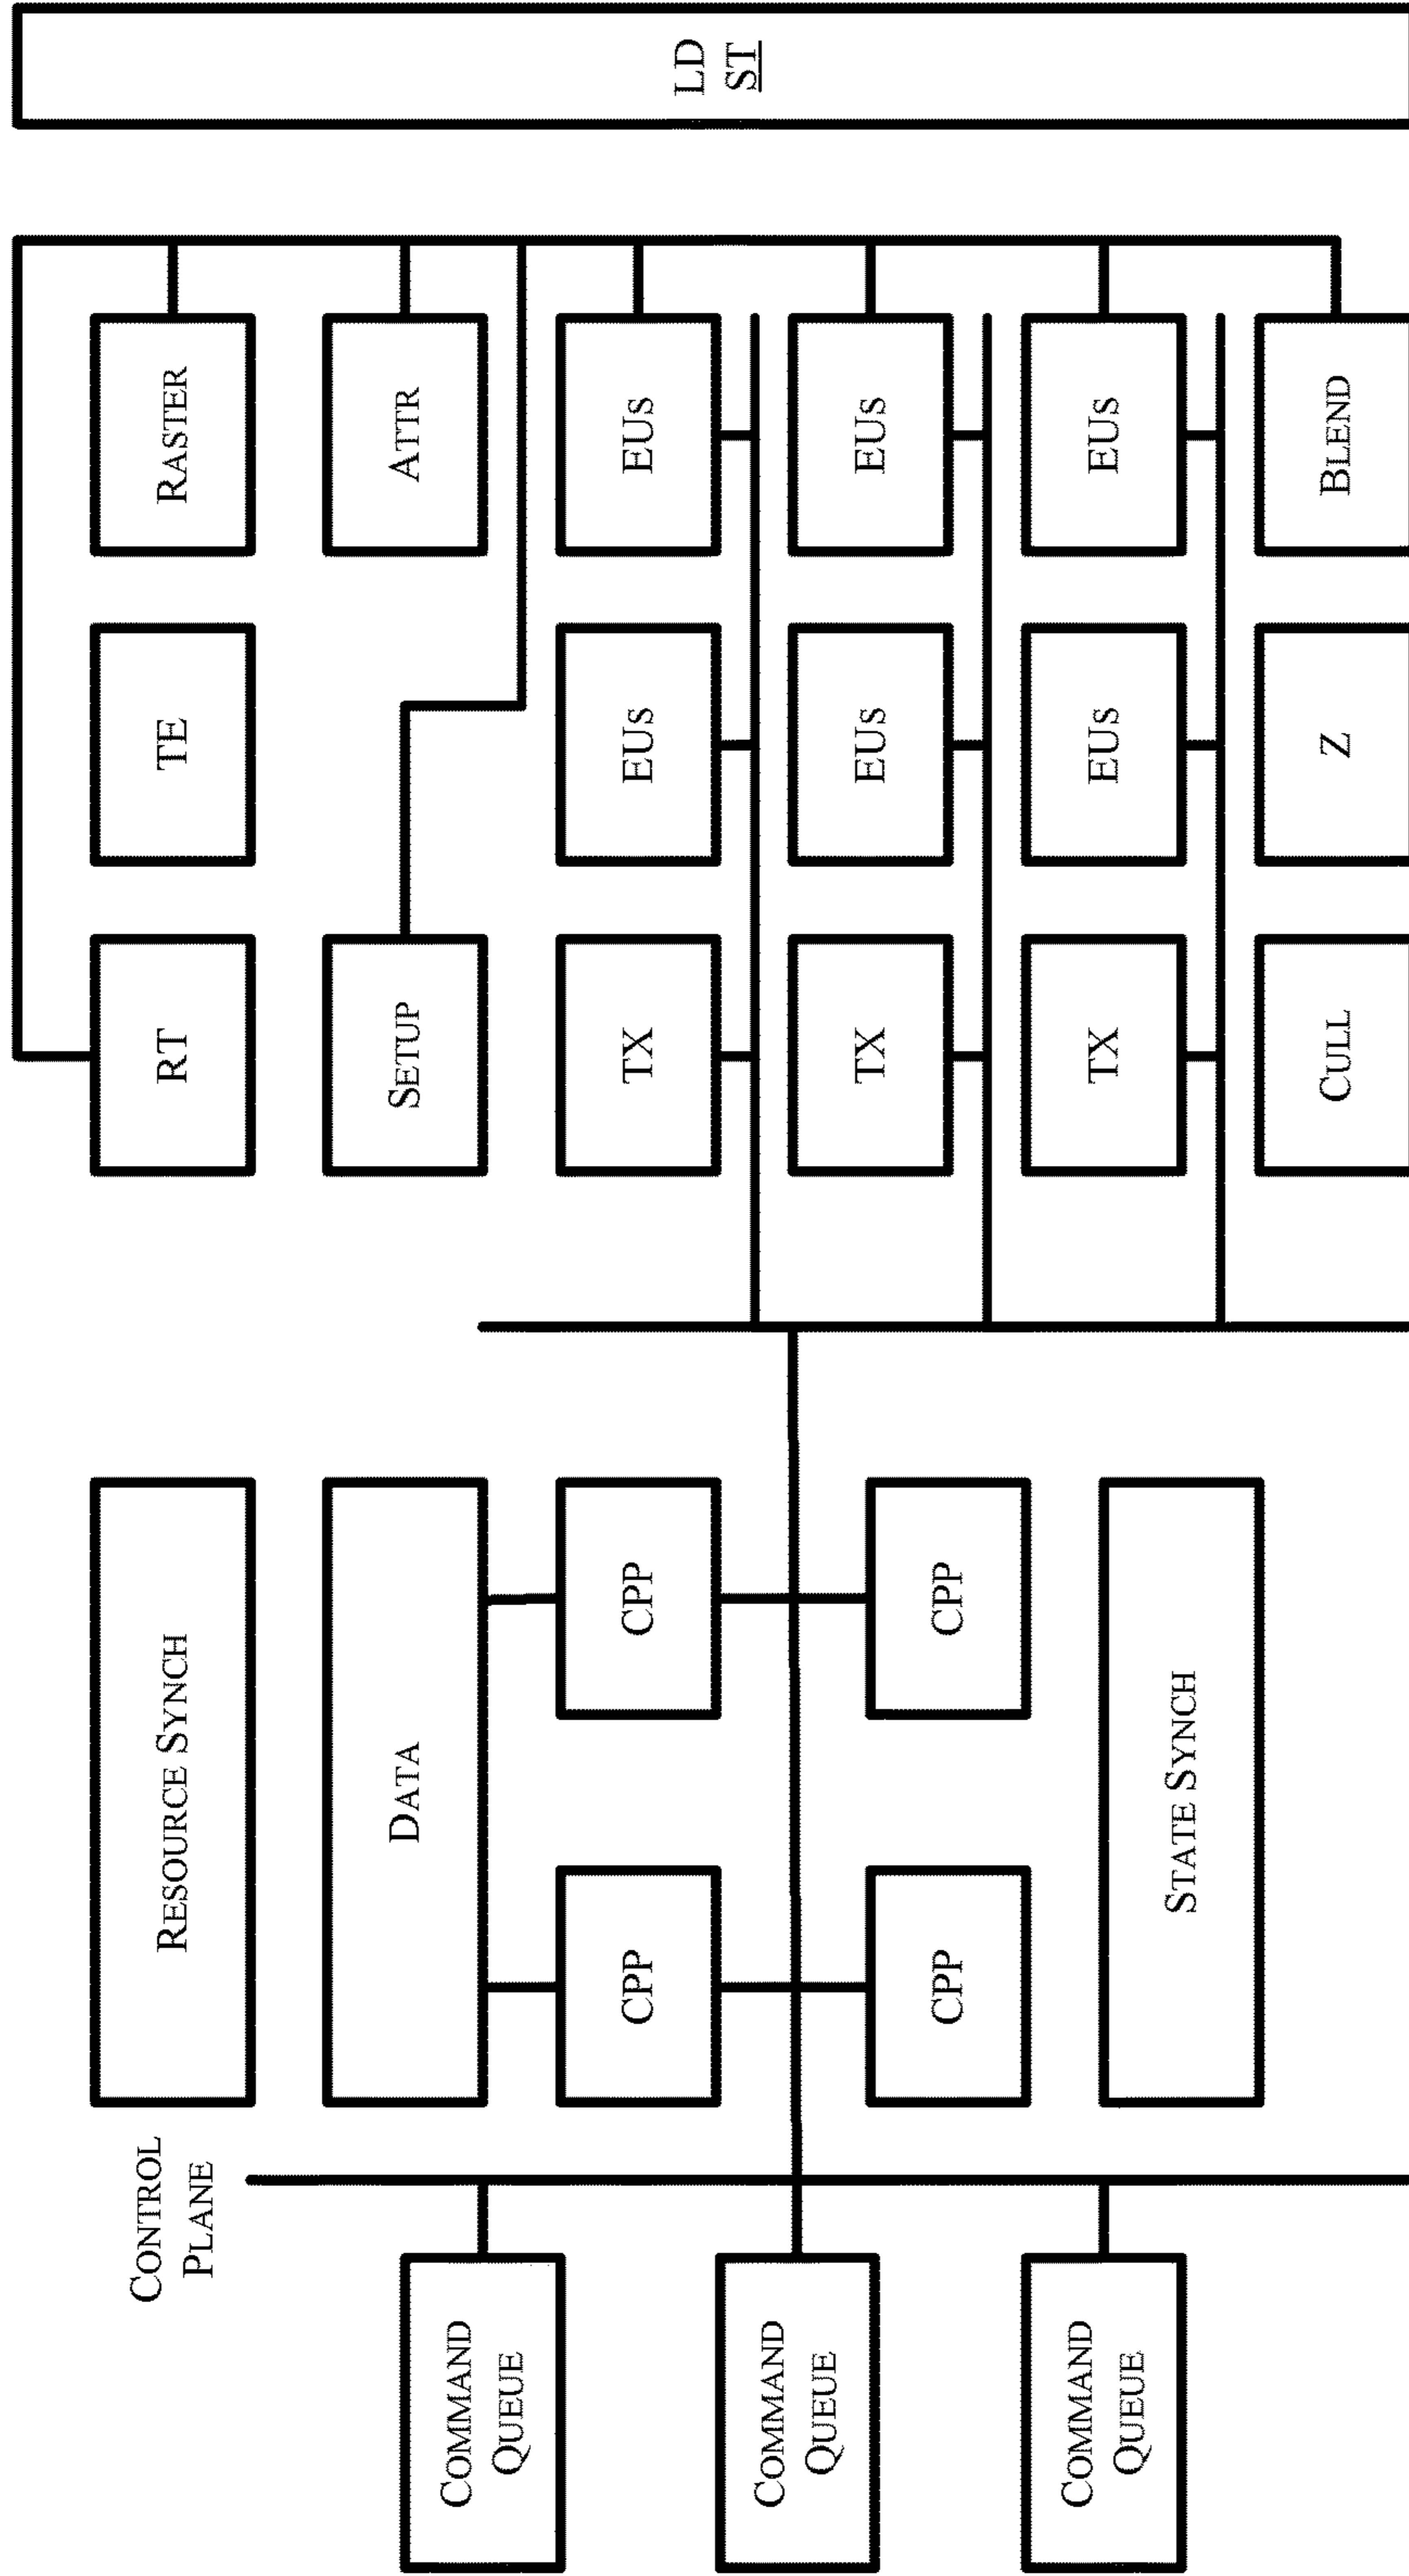 CONTROL
PLANE
RESOURCE SYNCH
RT
TE
RASTER
COMMAND
QUEUE
DATA
SETUP
ATTR
CPP
CPP
TX
EUS
EUS
LD
ST
COMMAND
QUEUE
TX
EUS
EUS
CPP
CPP
COMMAND
QUEUE
STATE SYNCH
TX
EUS
EUS
CULL
Z
BLEND